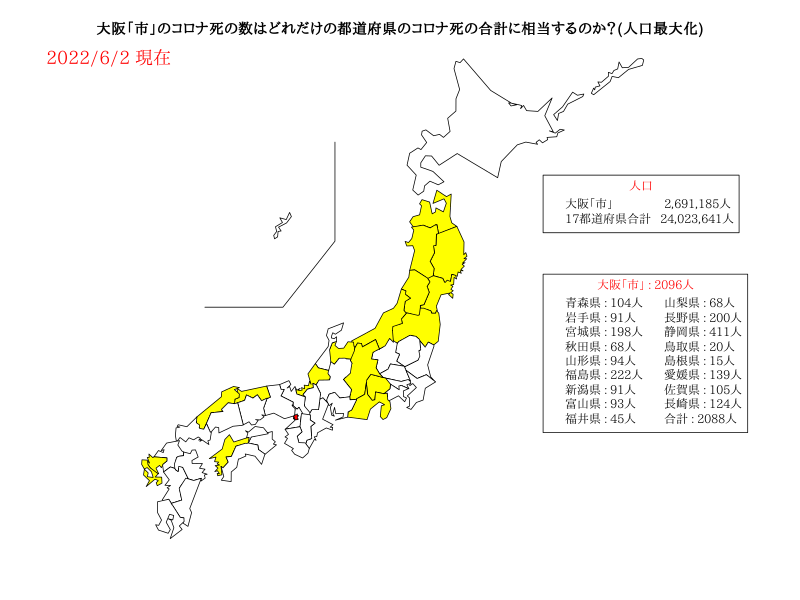 大阪「市」のコロナ死の数はどれだけの都道府県のコロナ死の合計に相当するのか?(人口最大化)
2022/6/2 現在
人口
大阪「市」 2,691,185人
17都道府県合計 24,023,641人
大阪「市」 : 2096人
青森県 : 104人 山梨県 : 68人
岩手県 : 91人 長野県 : 200人
宮城県 : 198人 静岡県 : 411人
秋田県 : 68人 鳥取県 : 20人
山形県 : 94人 島根県 : 15人
福島県 : 222人 愛媛県 : 139人
新潟県 : 91人 佐賀県 : 105人
富山県 : 93人 長崎県 : 124人
福井県 : 45人 合計 : 2088人